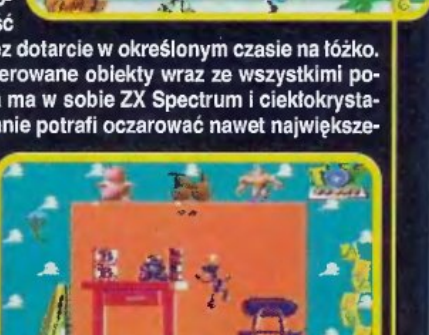 ść
z dotarcie w określonym czasie na łóżko.
erowane obiekty wraz ze wszystkimi po-
ma w sobie ZX Spectrum i ciekłokrysta-
nie potrafi oczarować nawet największe-